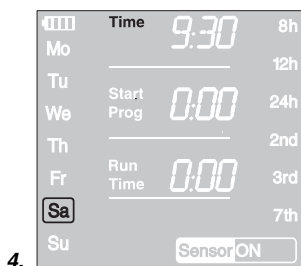 Time 9:30 8h
Mo
12h
Tu
Start Prog 0:00 24h
We
Th 2nd
Run Time 0:00 3rd
Fr
Sa 7th
Su Sensor ON
4.